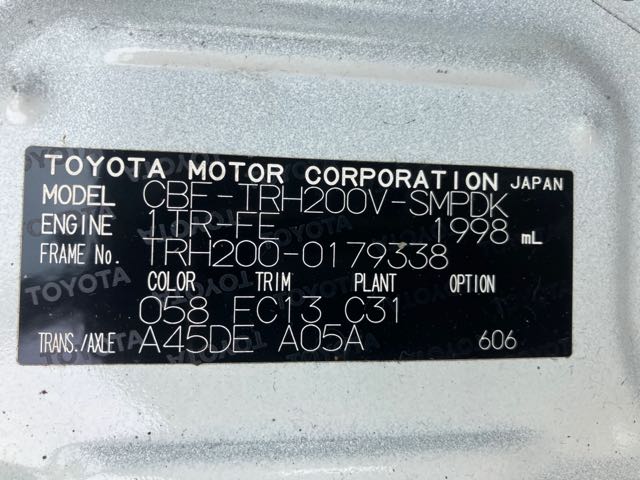 TOYOTA MOTOR CORPORATION JAPAN
MODEL CBF-TRH200V-SMPDK
ENGINE 1TR-FE 1998 mL
FRAME No. TRH200-0179338
COLOR TRIM PLANT OPTION
058 FC13 C31
TRANS./AXLE A45DE A05A 606